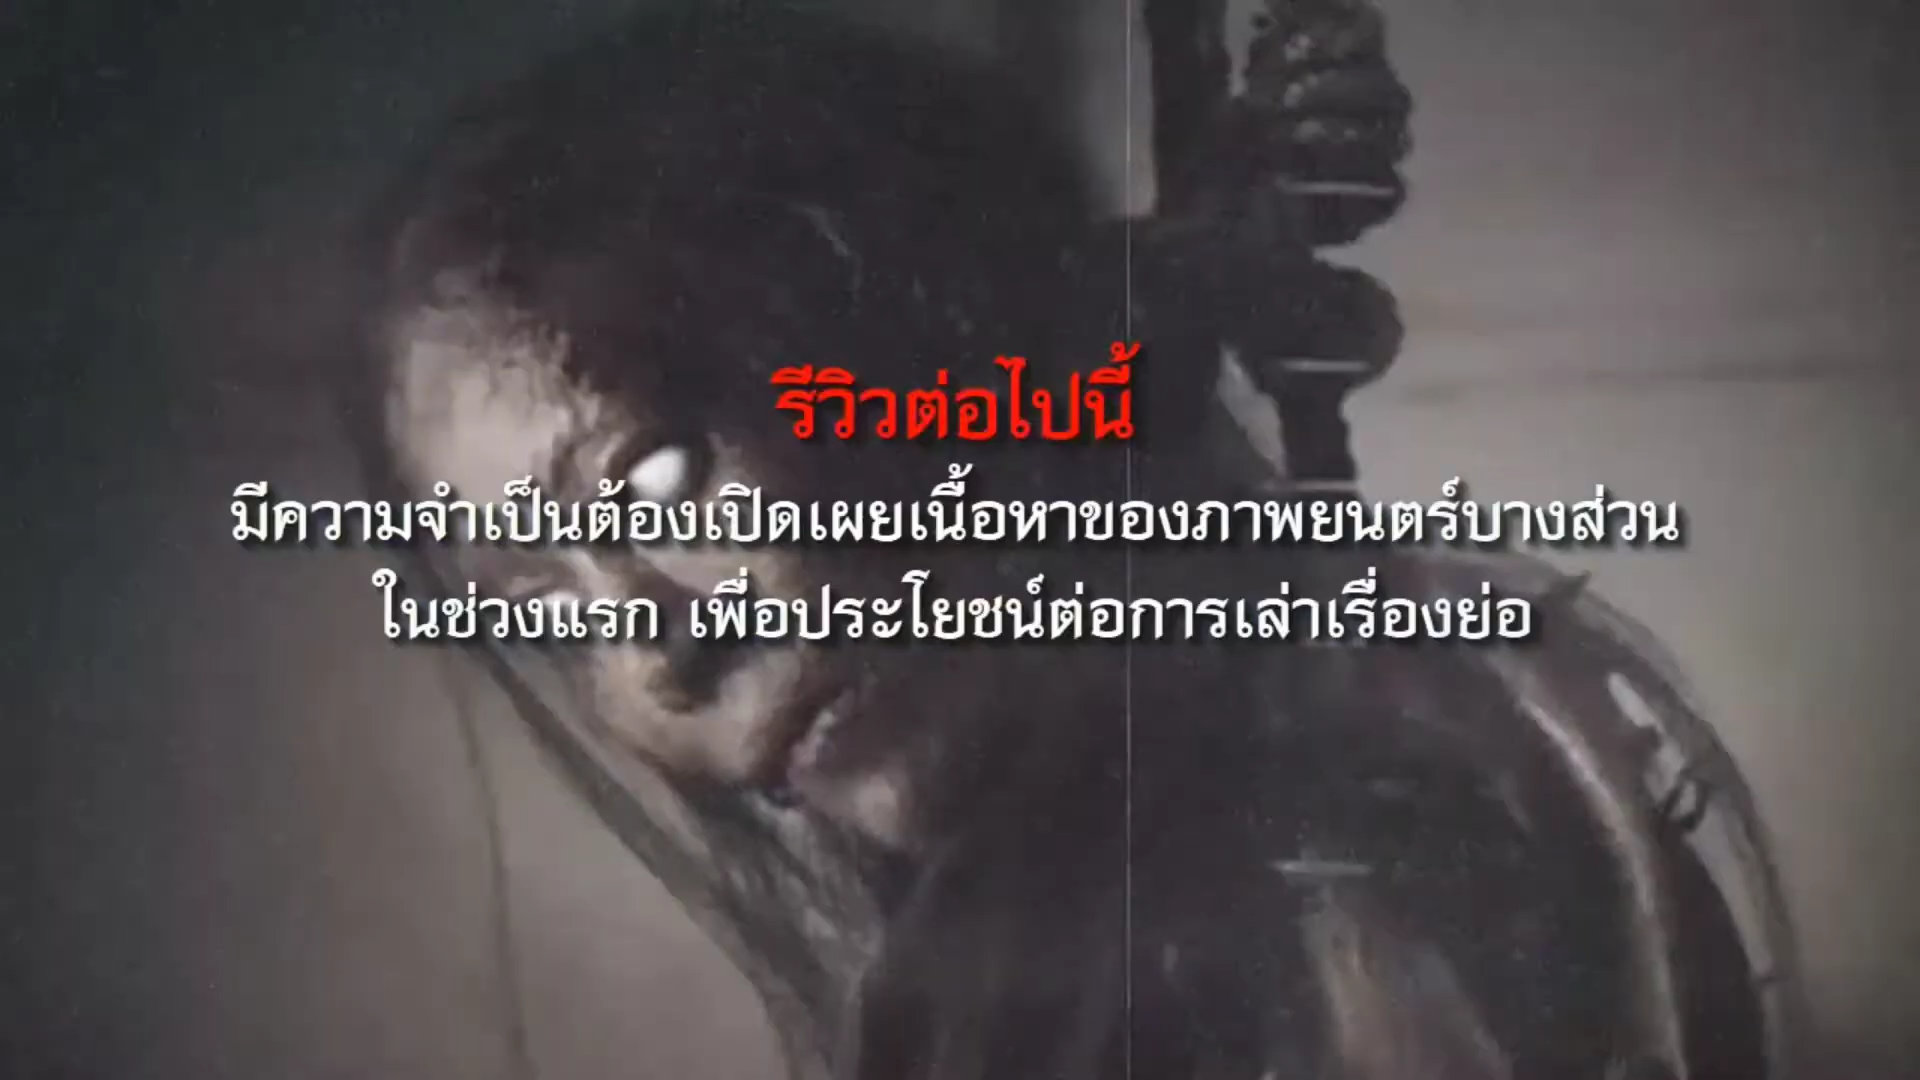 รีวิวต่อไปนี้
มีความจำเป็นต้องเปิดเผยเนื้อหาของภาพยนตร์บางส่วน
ในช่วงแรก เพื่อประโยชน์ต่อการเล่าเรื่องย่อ